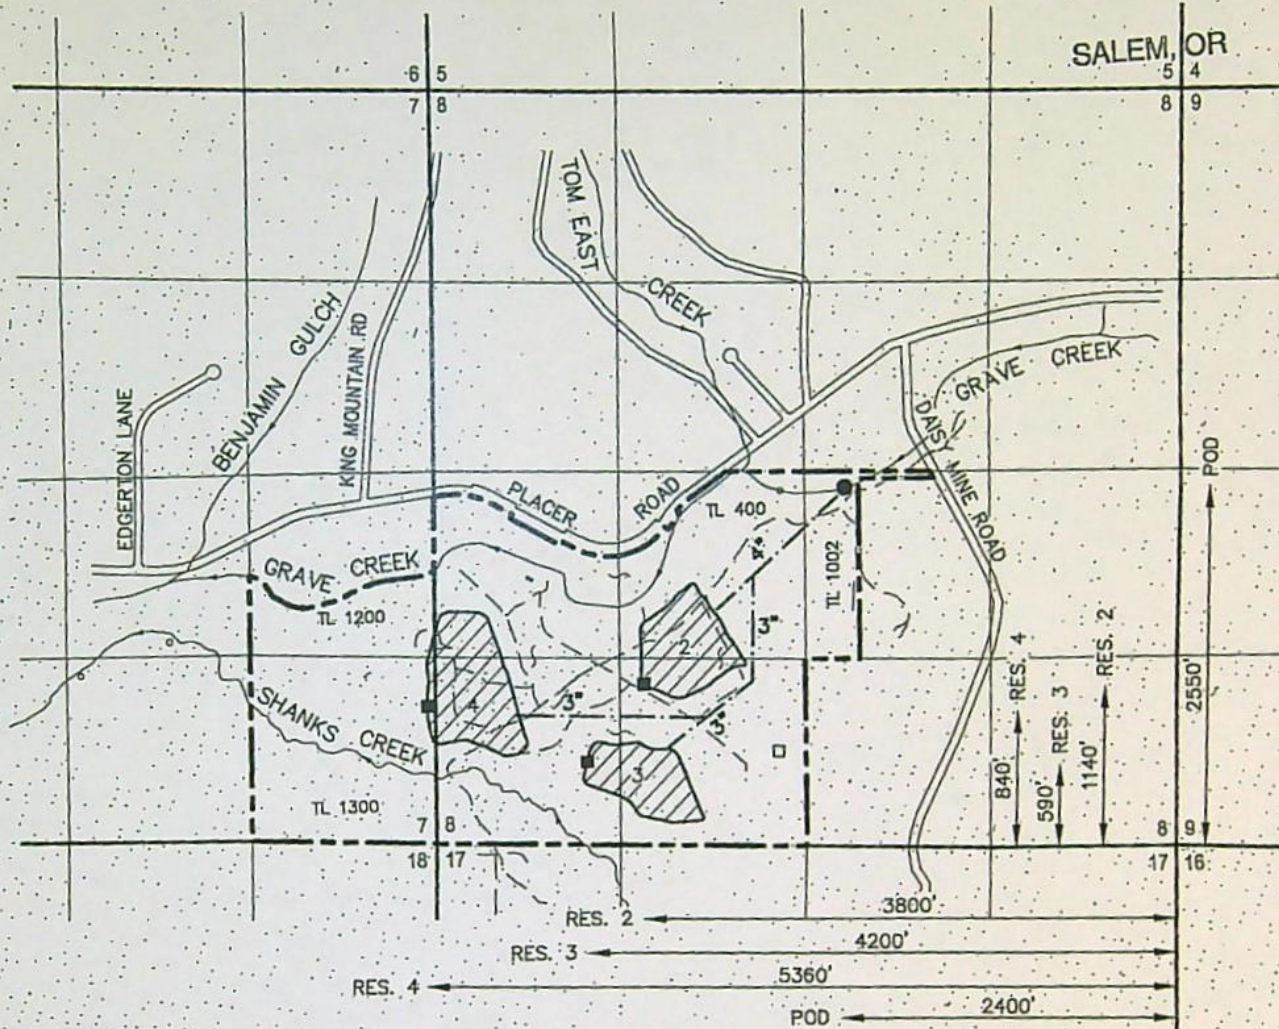 SALEM, OR
6 5
7 8
5 4
8 9
TOM EAST
CREEK
BENJAMIN GULCH
KING MOUNTAIN RD
EDGERTON LANE
GRAVE CREEK
DAISY MINE ROAD
PLACER ROAD
TL 400
TL 1002
GRAVE CREEK
TL 1200
SHANKS CREEK
TL 1300
2
3
4
3"
3"
3"
POD
2550'
RES. 4
840'
RES. 3
590'
RES. 2
1140'
7 8
18 17
8 9
17 16
RES. 2 3800'
RES. 3 4200'
RES. 4 5360'
POD 2400'